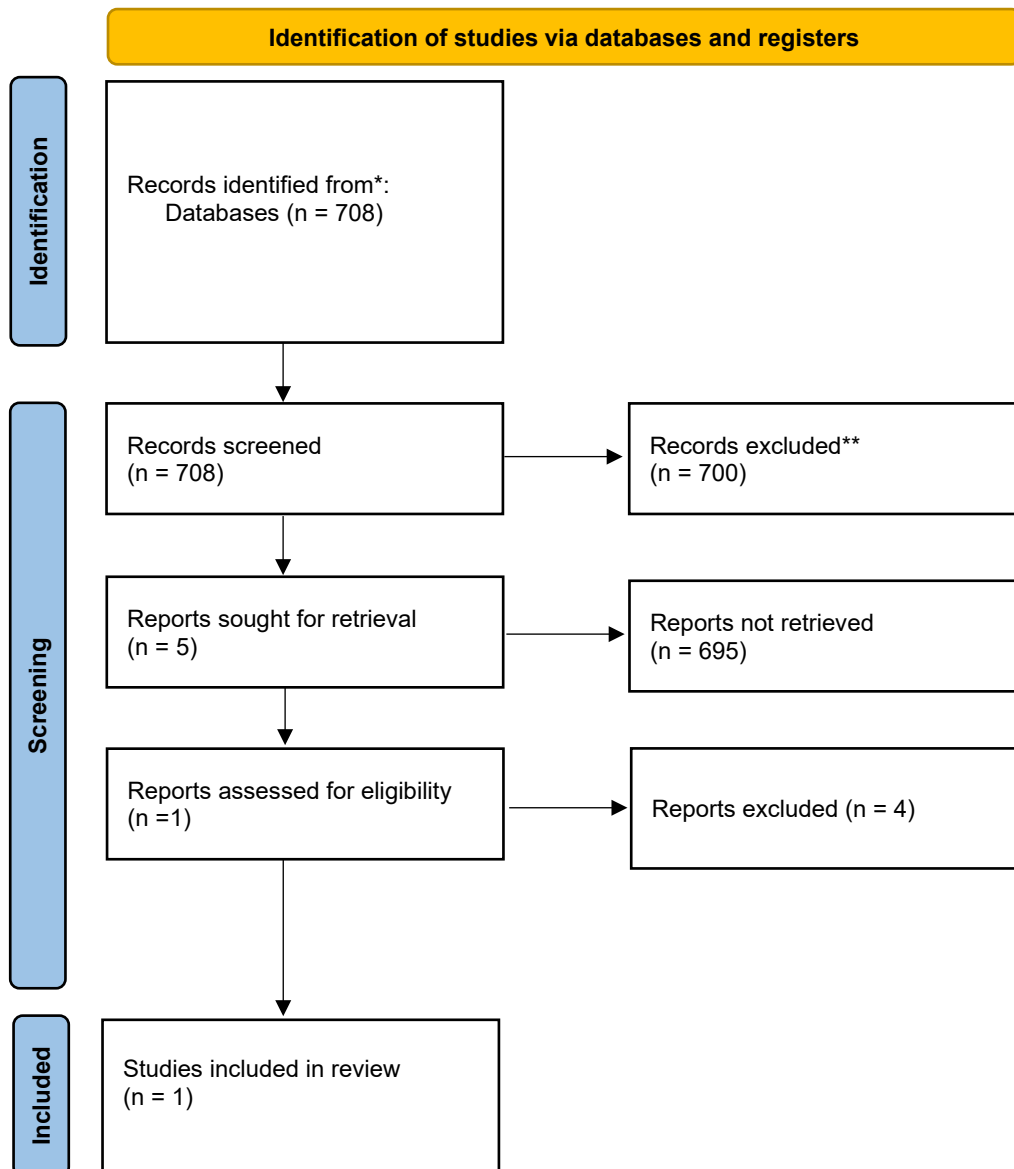 Identification of studies via databases and registers
Identification
Records identified from*:
Databases (n = 708)
Screening
Records screened
(n = 708)
Records excluded**
(n = 700)
Reports sought for retrieval
(n = 5)
Reports not retrieved
(n = 695)
Reports assessed for eligibility
(n =1)
Reports excluded (n = 4)
Included
Studies included in review
(n = 1)